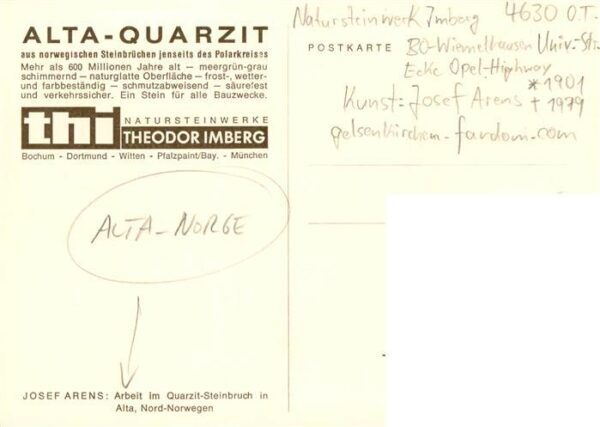 ALTA-QUARZIT
aus norwegischen Steinbrüchen jenseits des Polarkreises
Mehr als 600 Millionen Jahre alt — meergrün-grau
schimmernd — naturglatte Oberfläche — frost-, wetter-
und farbbeständig — schmutzabweisend — säurefest
und verkehrssicher. Ein Stein für alle Bauzwecke.
thi NATURSTEINWERKE
THEODOR IMBERG
Bochum - Dortmund - Witten - Pfalzpaint/Bay. - München
ALTA-NORGE
JOSEF ARENS: Arbeit im Quarzit-Steinbruch in
Alta, Nord-Norwegen
Natursteinwerk Imberg 4630 O.T.
POSTKARTE BO-Wiemelhausen Univ.-Str.
Ecke Opel-Highway
*1901
Kunst: Josef Arens † 1979
gelsenkirchen-fandom.com